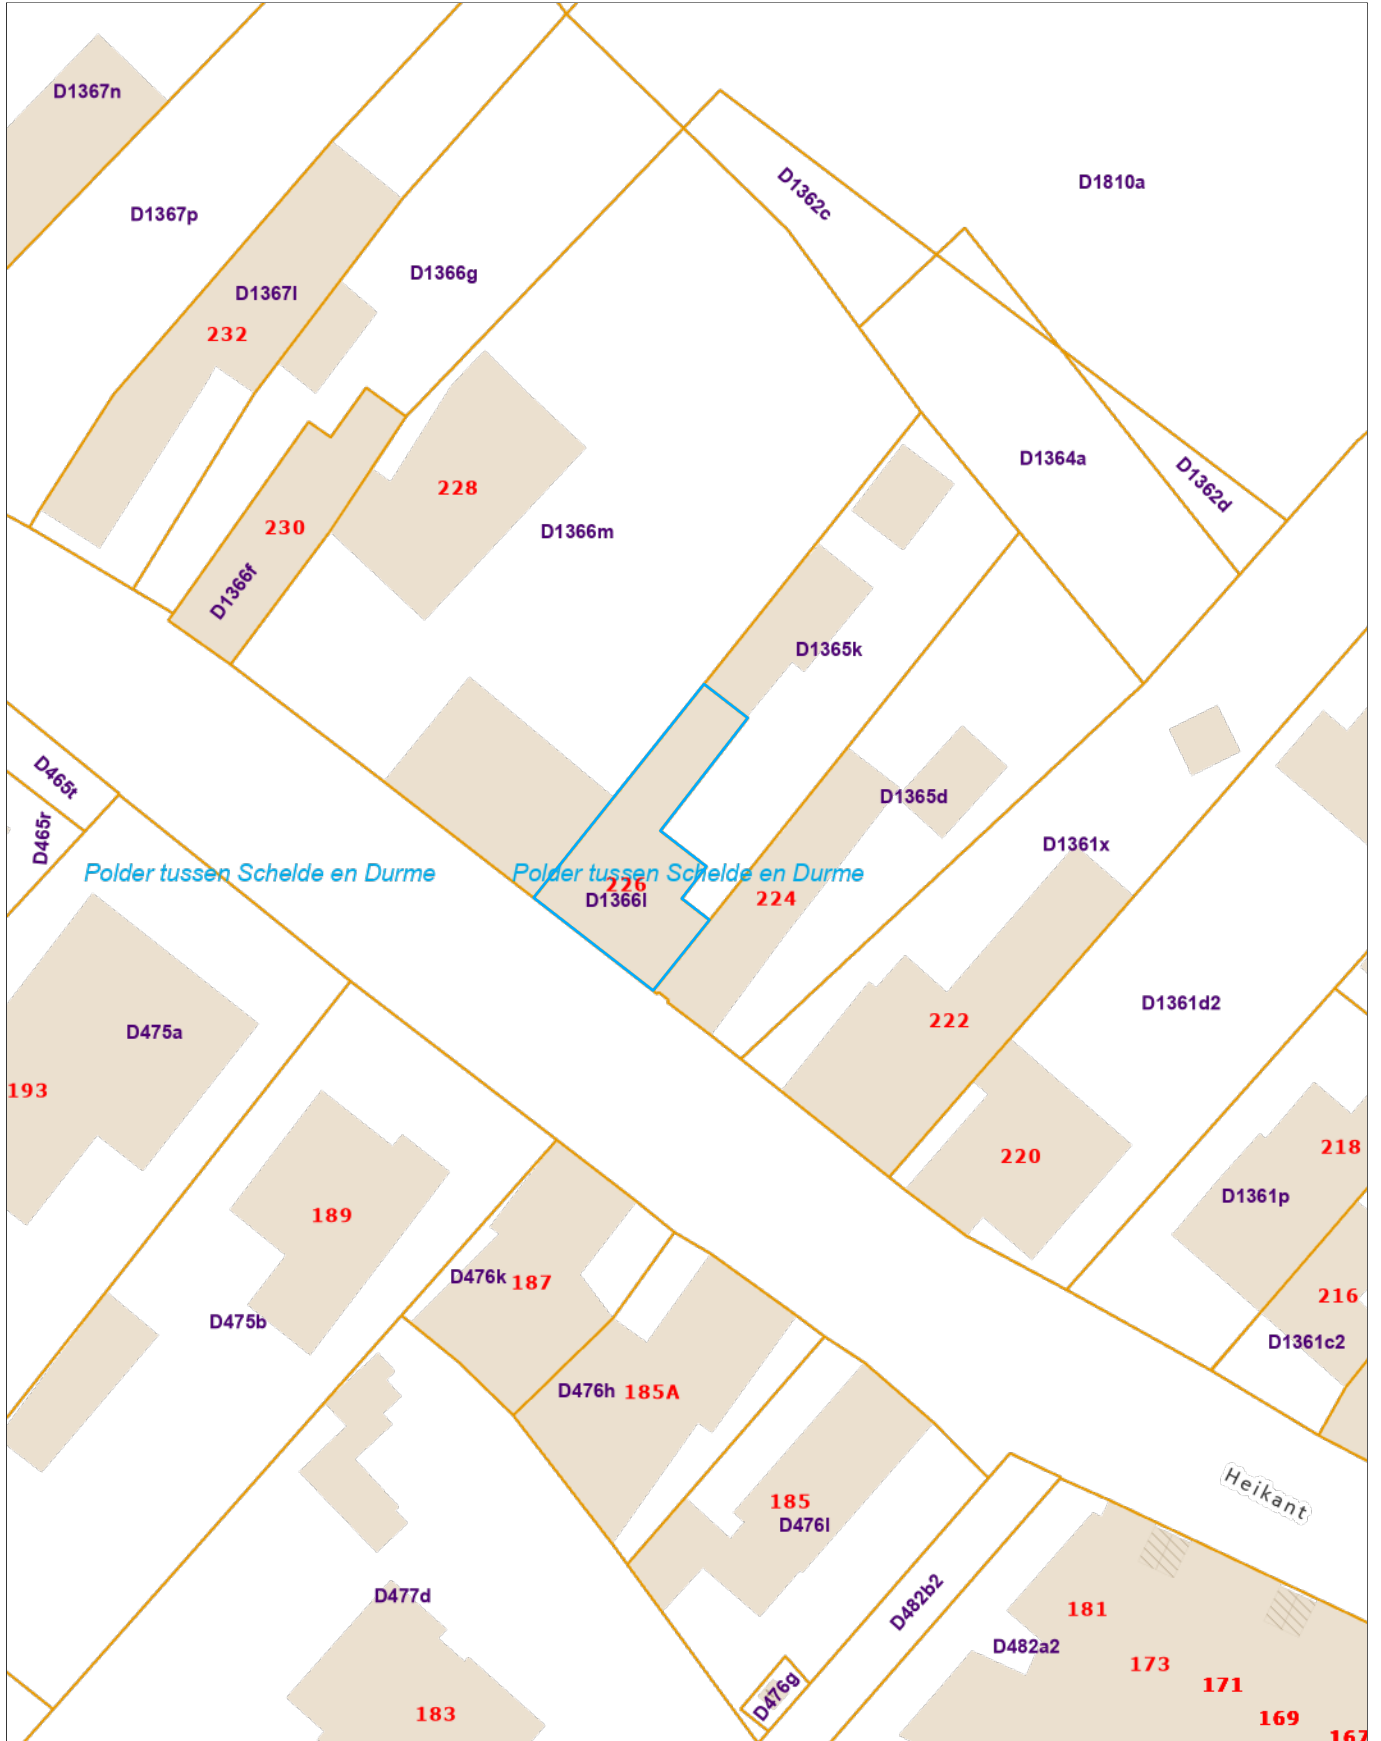 D1367n
D1810a
D1362c
D1367p
D1366g
D1367l
232
D1364a
D1362d
228
230
D1366m
D1366f
D1365k
D465t
D1365d
D465r
D1361x
Polder tussen Schelde en Durme
Polder tussen Schelde en Durme
226
D1366l
224
D1361d2
222
D475a
193
218
220
D1361p
189
D476k
187
216
D475b
D1361c2
D476h
185A
Heikant
185
D476l
D477d
D482b2
181
D482a2
173
171
D476g
183
169
167